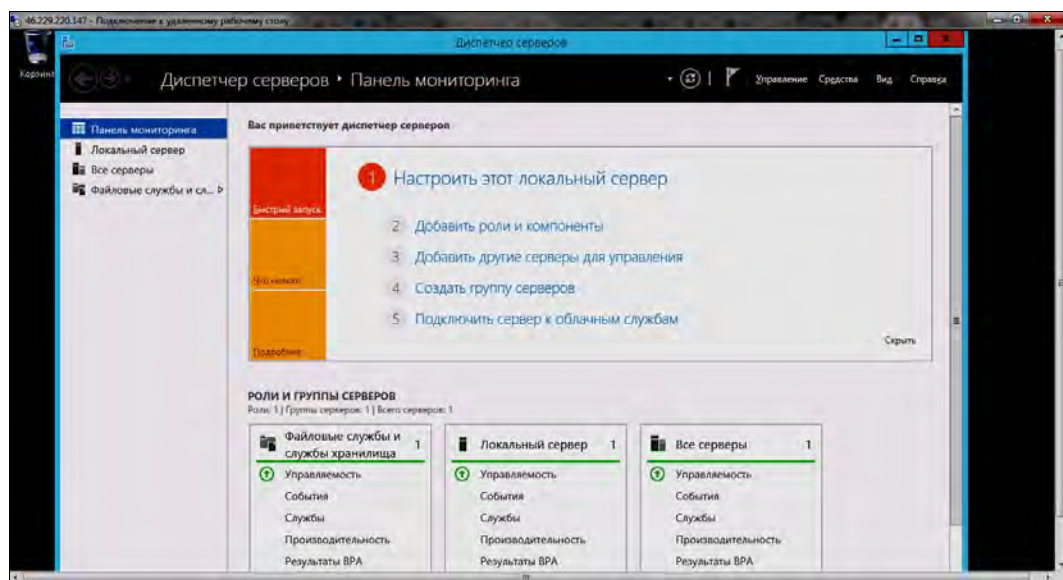 46.229.220.147 - Подключение к удаленному рабочему столу
Корзина
Диспетчер серверов
Диспетчер серверов ‣ Панель мониторинга
Управление Средства Вид Справка
Панель мониторинга
Локальный сервер
Все серверы
Файловые службы и сл...
Вас приветствует диспетчер серверов
Быстрый запуск
Что нового
Подробнее
1 Настроить этот локальный сервер
2 Добавить роли и компоненты
3 Добавить другие серверы для управления
4 Создать группу серверов
5 Подключить сервер к облачным службам
Скрыть
РОЛИ И ГРУППЫ СЕРВЕРОВ
Роли: 1 | Группы серверов: 1 | Всего серверов: 1
Файловые службы и службы хранилища 1
Управляемость
События
Службы
Производительность
Результаты BPA
Локальный сервер 1
Управляемость
События
Службы
Производительность
Результаты BPA
Все серверы 1
Управляемость
События
Службы
Производительность
Результаты BPA